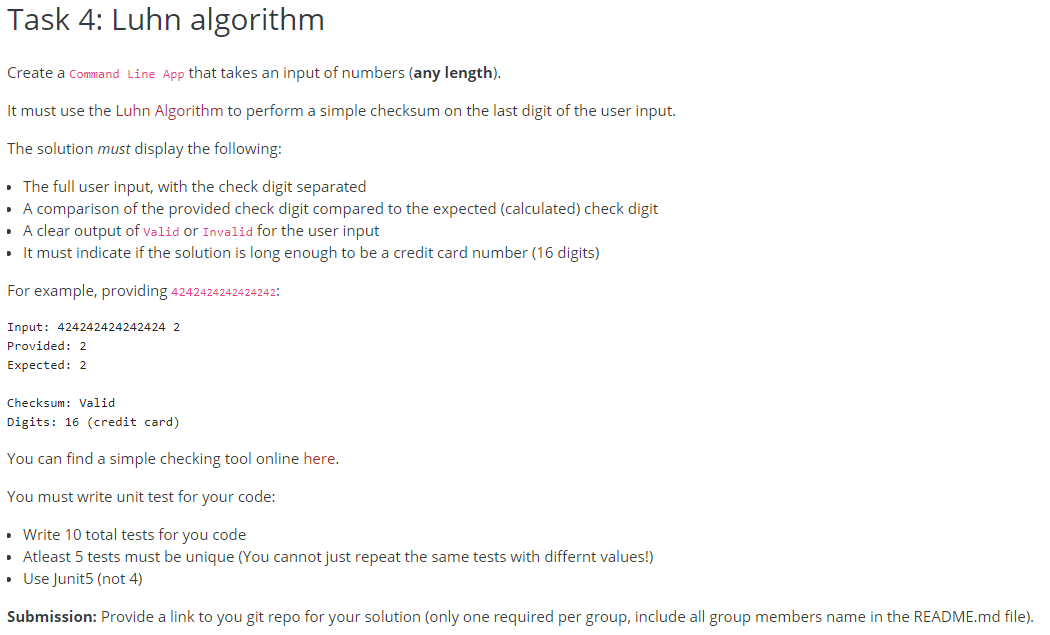 Task 4: Luhn algorithm
Create a Command Line App that takes an input of numbers (any length).
It must use the Luhn Algorithm to perform a simple checksum on the last digit of the user input.
The solution must display the following:
• The full user input, with the check digit separated
• A comparison of the provided check digit compared to the expected (calculated) check digit
• A clear output of Valid or Invalid for the user input
• It must indicate if the solution is long enough to be a credit card number (16 digits)
For example, providing 4242424242424242:
Input: 424242424242424 2
Provided: 2
Expected: 2
Checksum: Valid
Digits: 16 (credit card)
You can find a simple checking tool online here.
You must write unit test for your code:
• Write 10 total tests for you code
• Atleast 5 tests must be unique (You cannot just repeat the same tests with differnt values!)
• Use Junit5 (not 4)
Submission: Provide a link to you git repo for your solution (only one required per group, include all group members name in the README.md file).